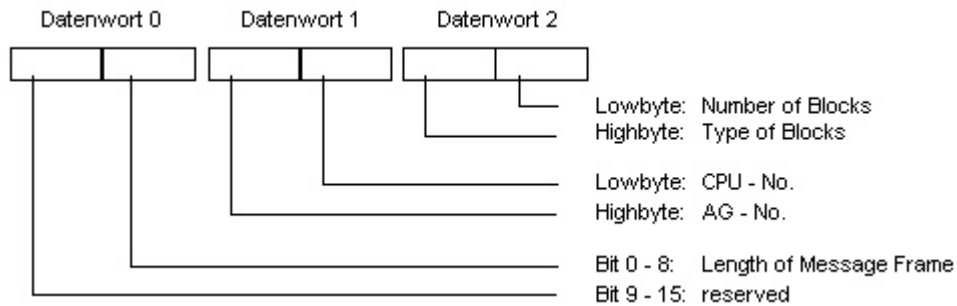 Datenwort 0 Datenwort 1 Datenwort 2
Lowbyte: Number of Blocks
Highbyte: Type of Blocks
Lowbyte: CPU - No.
Highbyte: AG - No.
Bit 0 - 8: Length of Message Frame
Bit 9 - 15: reserved